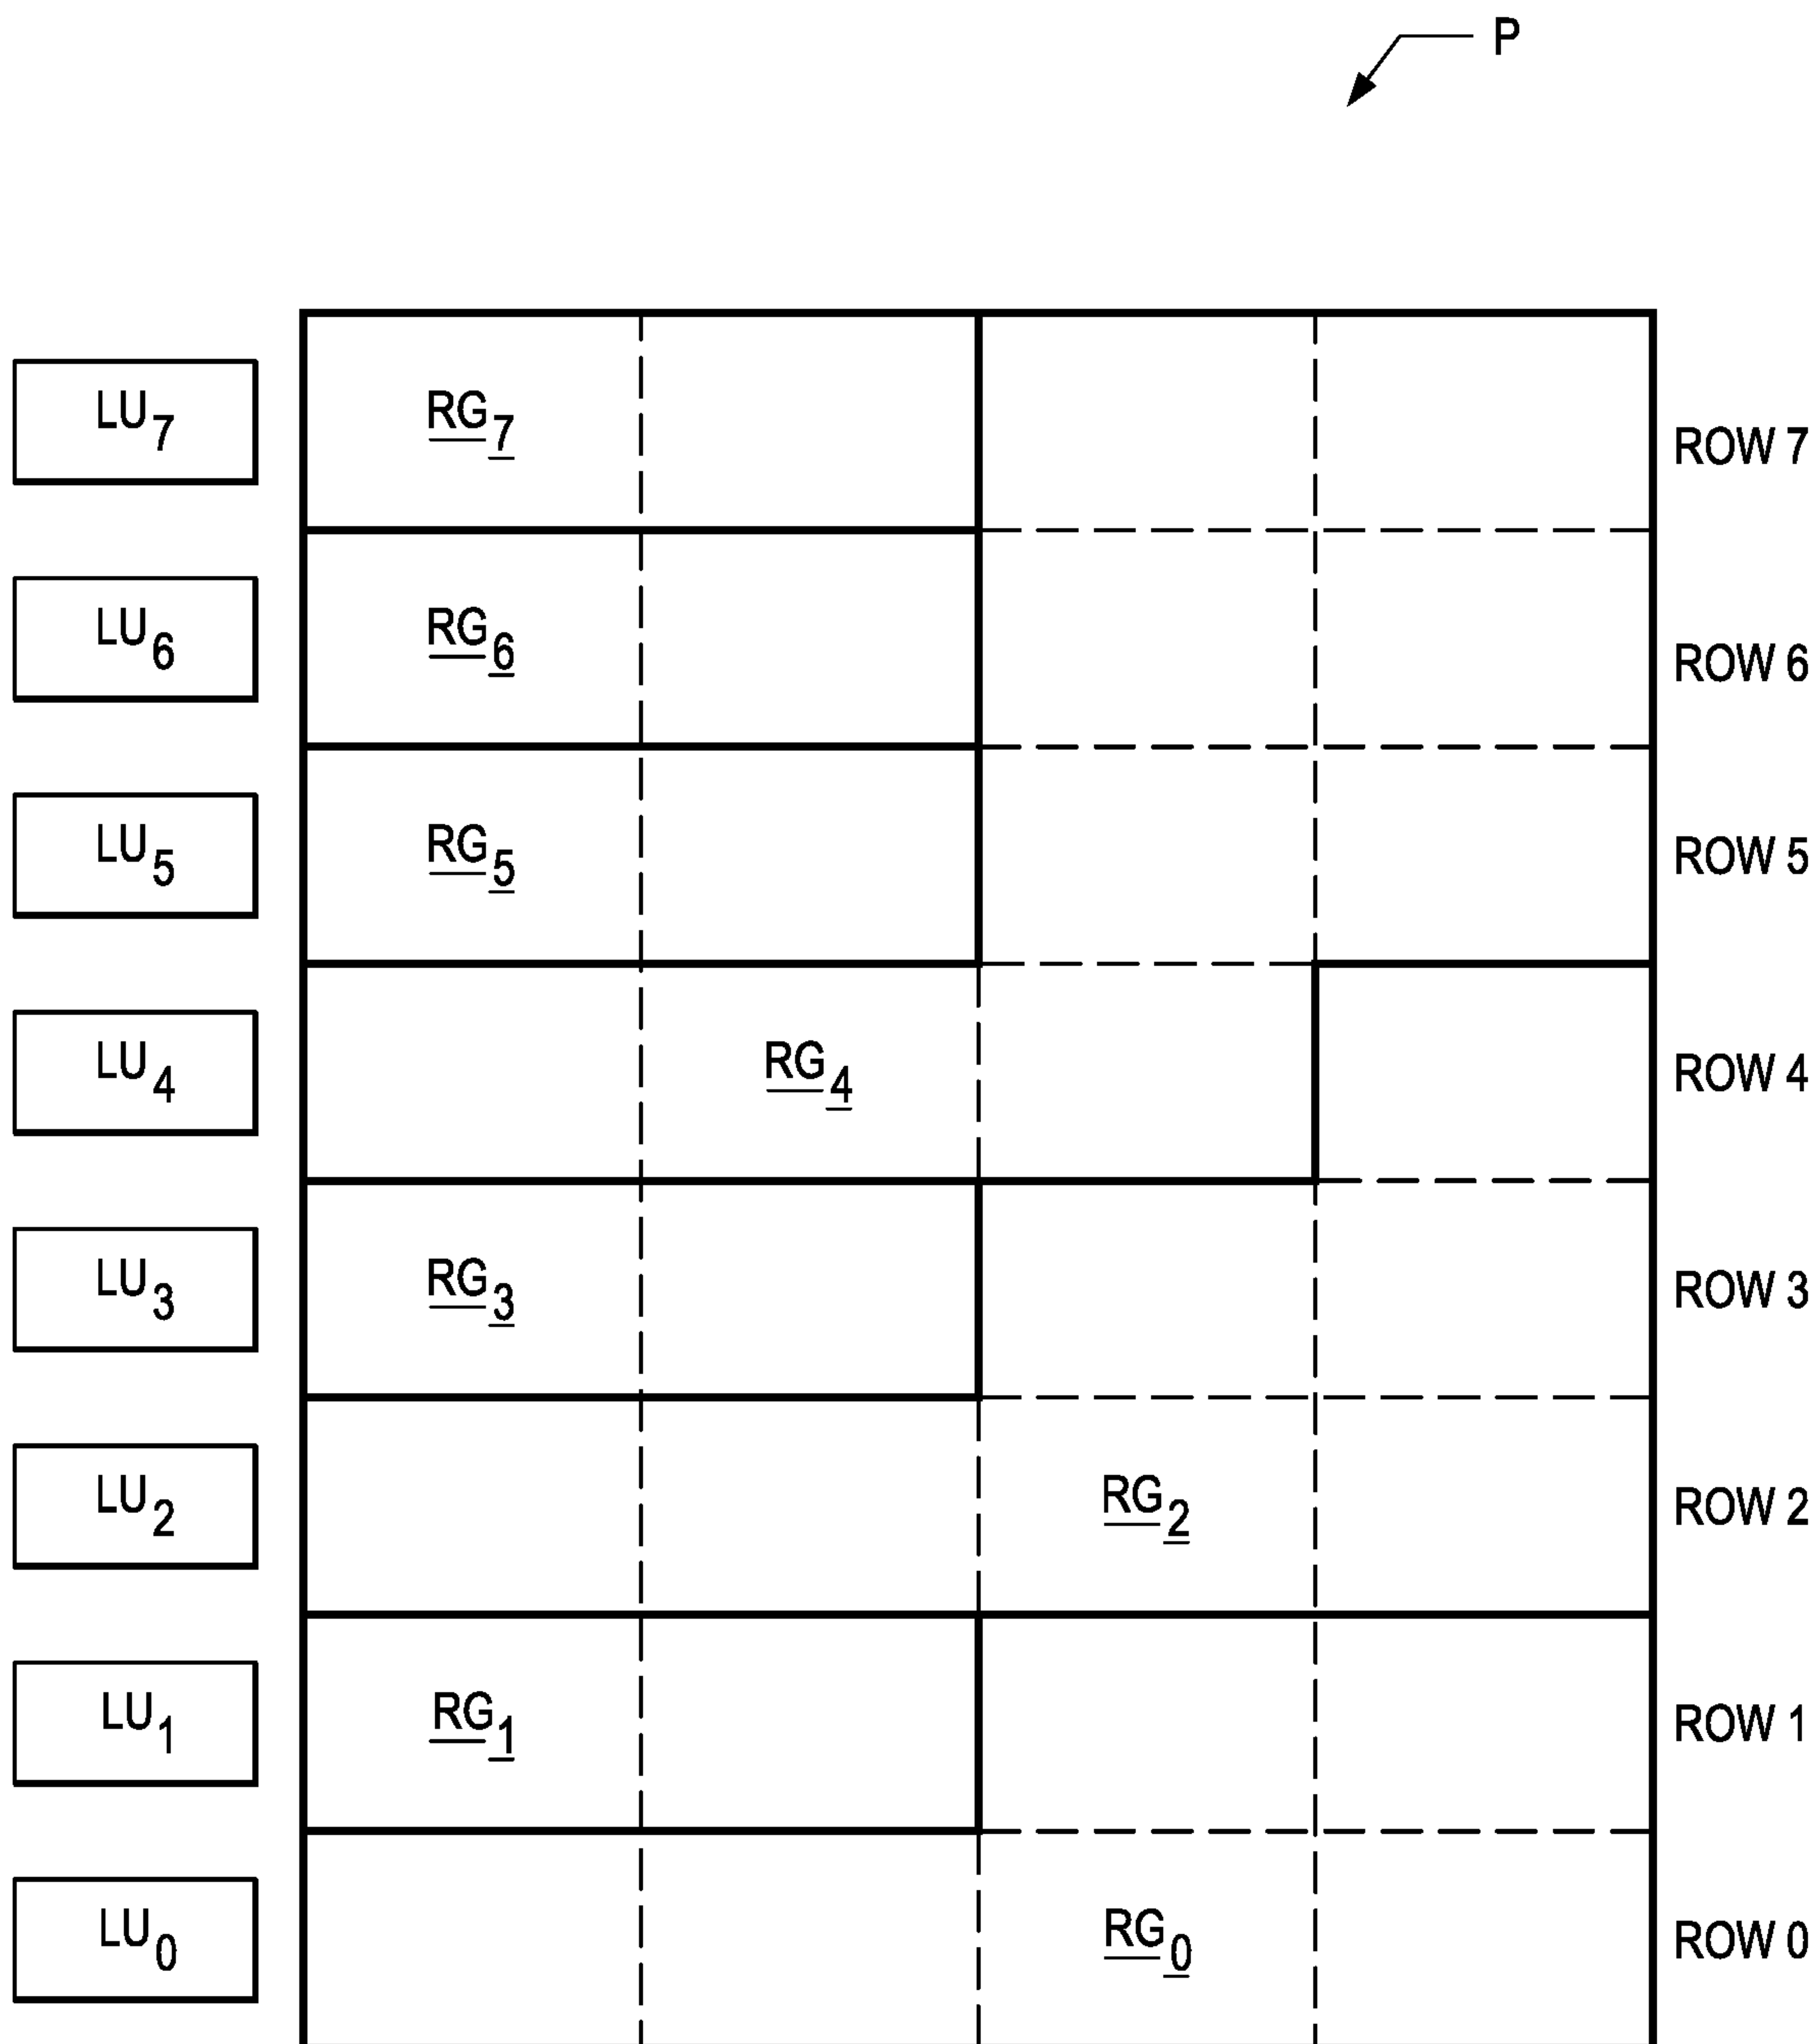 P
LU7 RG7 ROW 7
LU6 RG6 ROW 6
LU5 RG5 ROW 5
LU4 RG4 ROW 4
LU3 RG3 ROW 3
LU2 RG2 ROW 2
LU1 RG1 ROW 1
LU0 RG0 ROW 0